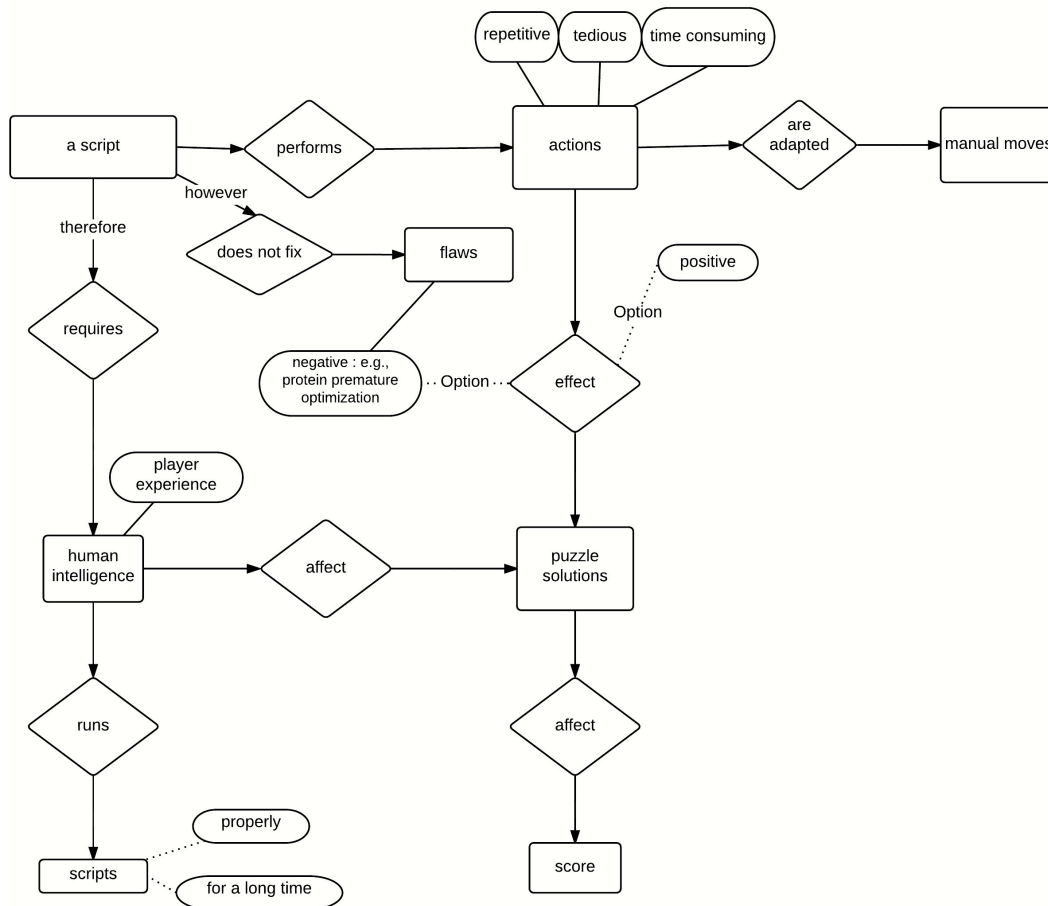 repetitive
tedious
time consuming
a script
performs
actions
are
adapted
manual moves
however
therefore
does not fix
flaws
positive
Option
requires
negative : e.g.,
protein premature
optimization
Option
effect
player
experience
human
intelligence
affect
puzzle
solutions
runs
affect
properly
scripts
for a long time
score